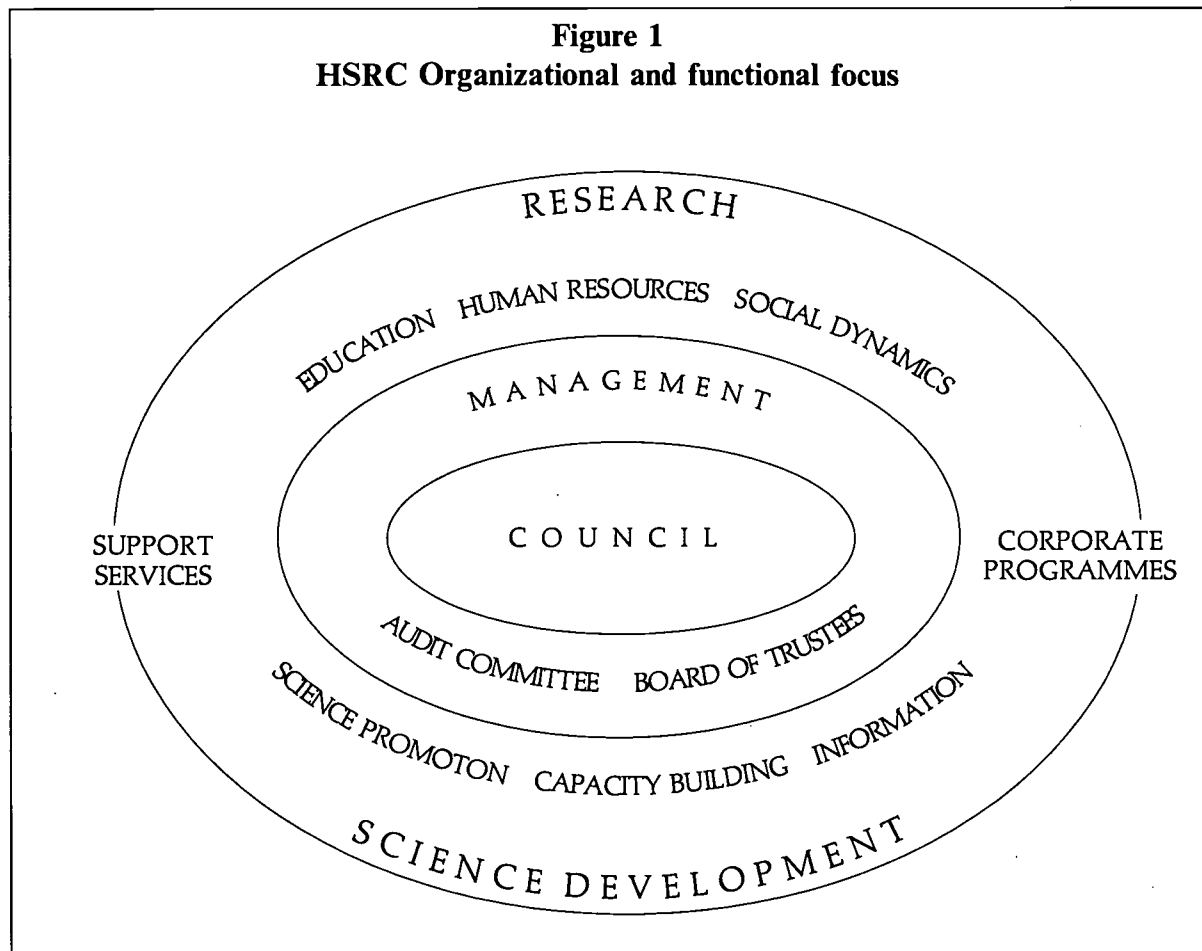 Figure 1
HSRC Organizational and functional focus
RESEARCH
EDUCATION HUMAN RESOURCES SOCIAL DYNAMICS
MANAGEMENT
COUNCIL
SUPPORT
SERVICES
CORPORATE
PROGRAMMES
AUDIT COMMITTEE BOARD OF TRUSTEES
SCIENCE PROMOTON CAPACITY BUILDING INFORMATION
SCIENCE DEVELOPMENT